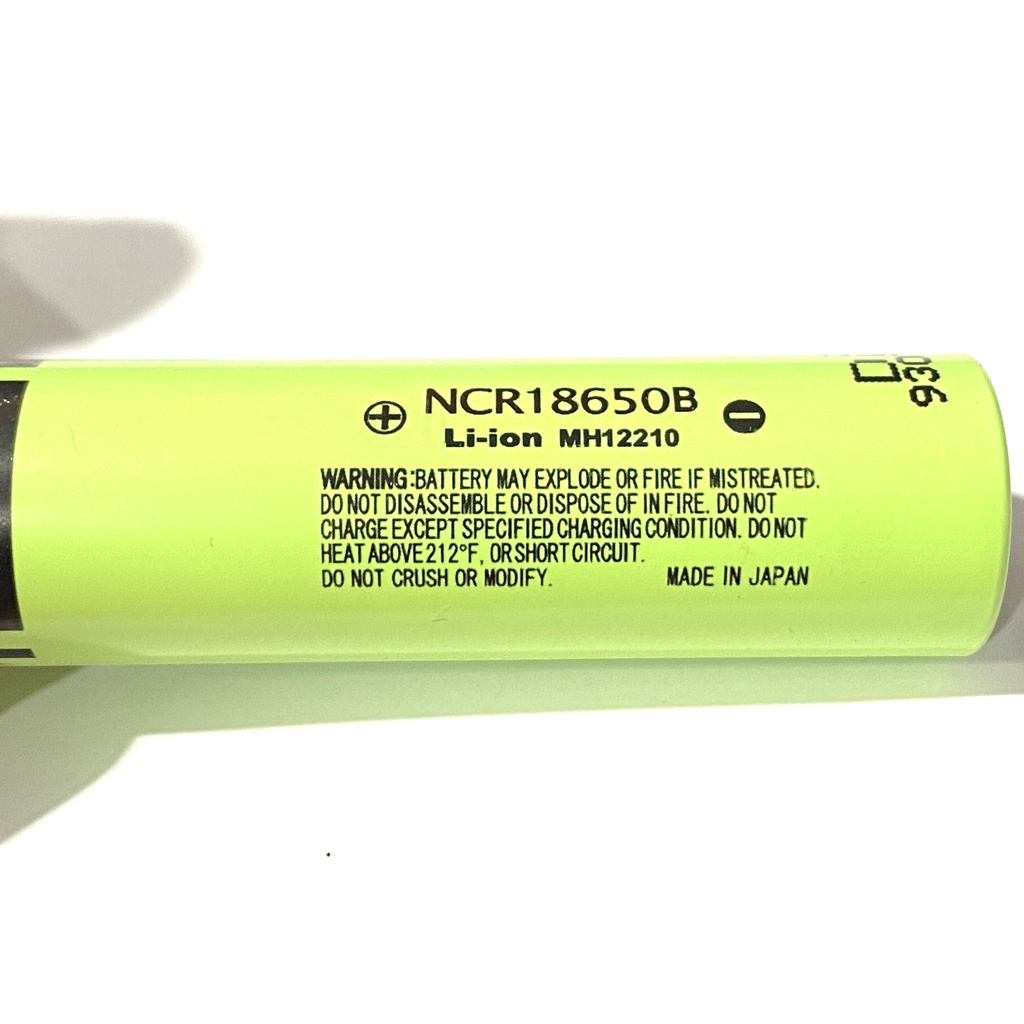 NCR18650B
Li-ion MH12210
WARNING:BATTERY MAY EXPLODE OR FIRE IF MISTREATED.
DO NOT DISASSEMBLE OR DISPOSE OF IN FIRE. DO NOT
CHARGE EXCEPT SPECIFIED CHARGING CONDITION. DO NOT
HEAT ABOVE 212°F, OR SHORT CIRCUIT.
DO NOT CRUSH OR MODIFY. MADE IN JAPAN